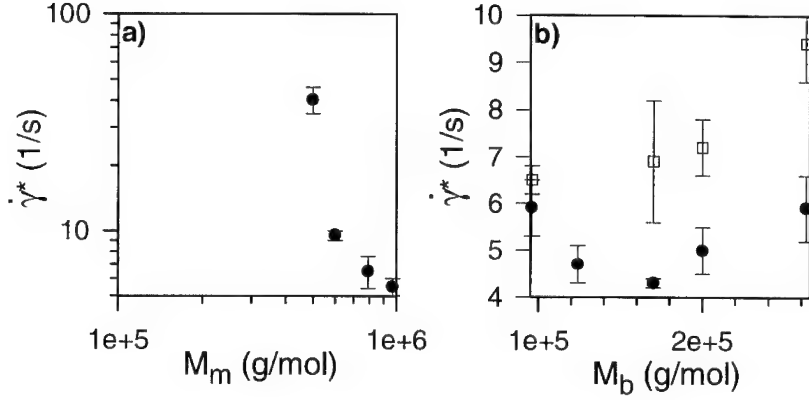 a)
100
10
γ̇* (1/s)
1e+5
1e+6
M_m (g/mol)
b)
10
9
8
7
6
5
4
γ̇* (1/s)
1e+5
2e+5
M_b (g/mol)